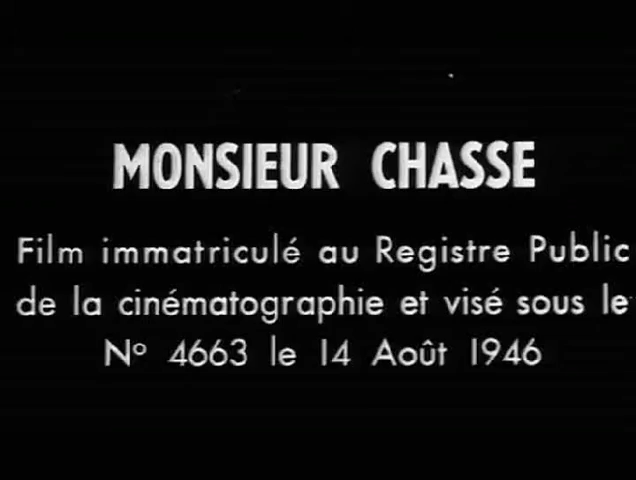 MONSIEUR CHASSE
Film immatriculé au Registre Public
de la cinématographie et visé sous le
Nº 4663 le 14 Août 1946